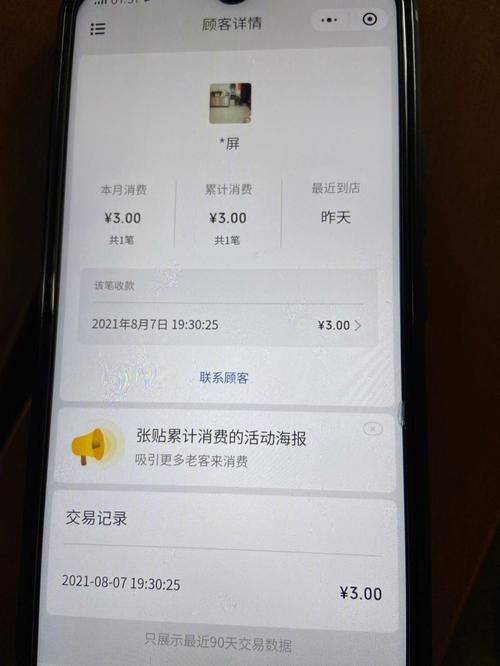 顾客详情
*屏
本月消费 累计消费 最近到店
¥3.00 ¥3.00 昨天
共1笔 共1笔
该笔收款
2021年8月7日 19:30:25 ¥3.00
联系顾客
张贴累计消费的活动海报
吸引更多老客来消费
交易记录
2021-08-07 19:30:25 ¥3.00
只展示最近90天交易数据